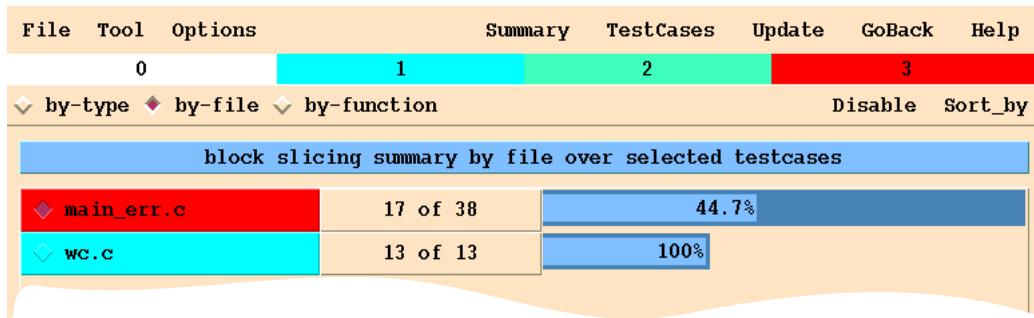 File Tool Options Summary TestCases Update GoBack Help
0 1 2 3
by-type by-file by-function Disable Sort_by
block slicing summary by file over selected testcases
main_err.c 17 of 38 44.7%
wc.c 13 of 13 100%